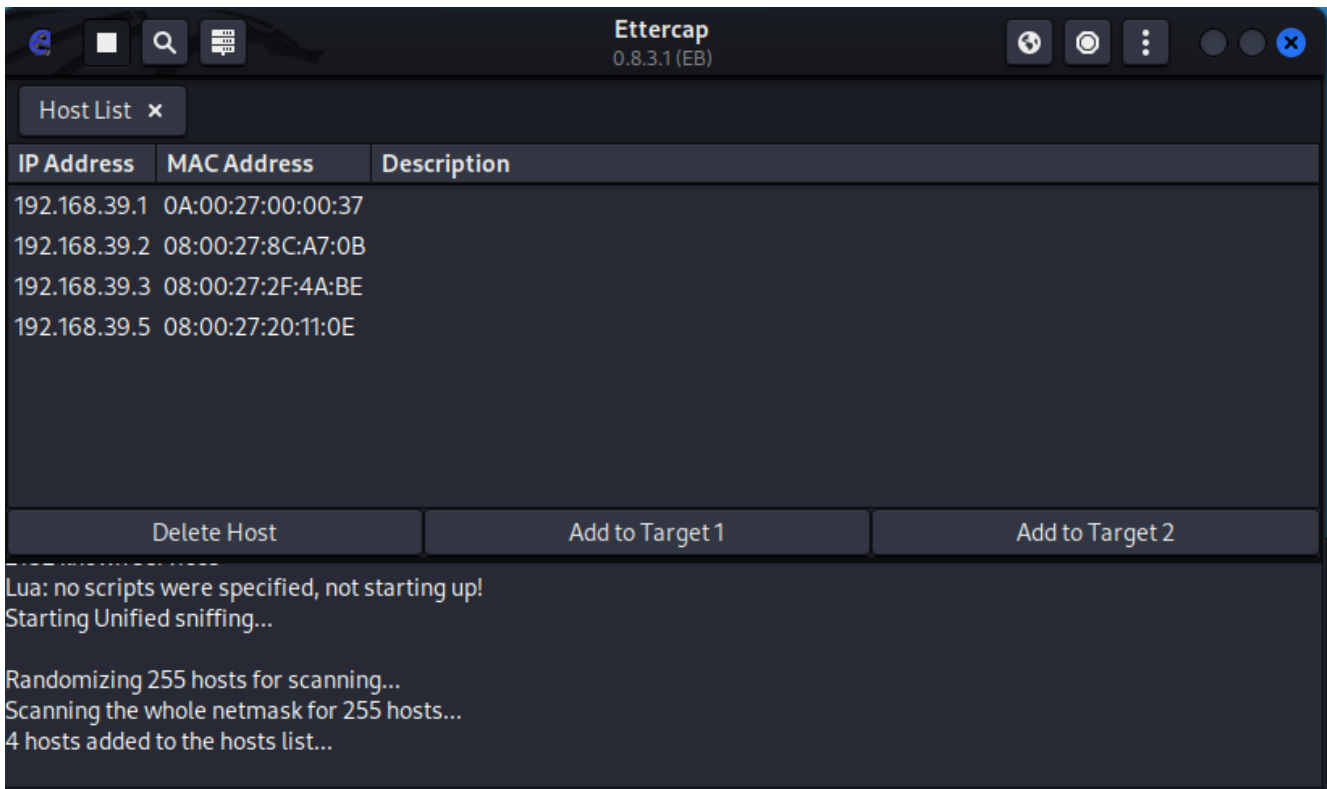 Ettercap
0.8.3.1 (EB)
Host List ×
IP Address MAC Address Description
192.168.39.1 0A:00:27:00:00:37
192.168.39.2 08:00:27:8C:A7:0B
192.168.39.3 08:00:27:2F:4A:BE
192.168.39.5 08:00:27:20:11:0E
Delete Host Add to Target 1 Add to Target 2
Lua: no scripts were specified, not starting up!
Starting Unified sniffing...
Randomizing 255 hosts for scanning...
Scanning the whole netmask for 255 hosts...
4 hosts added to the hosts list...